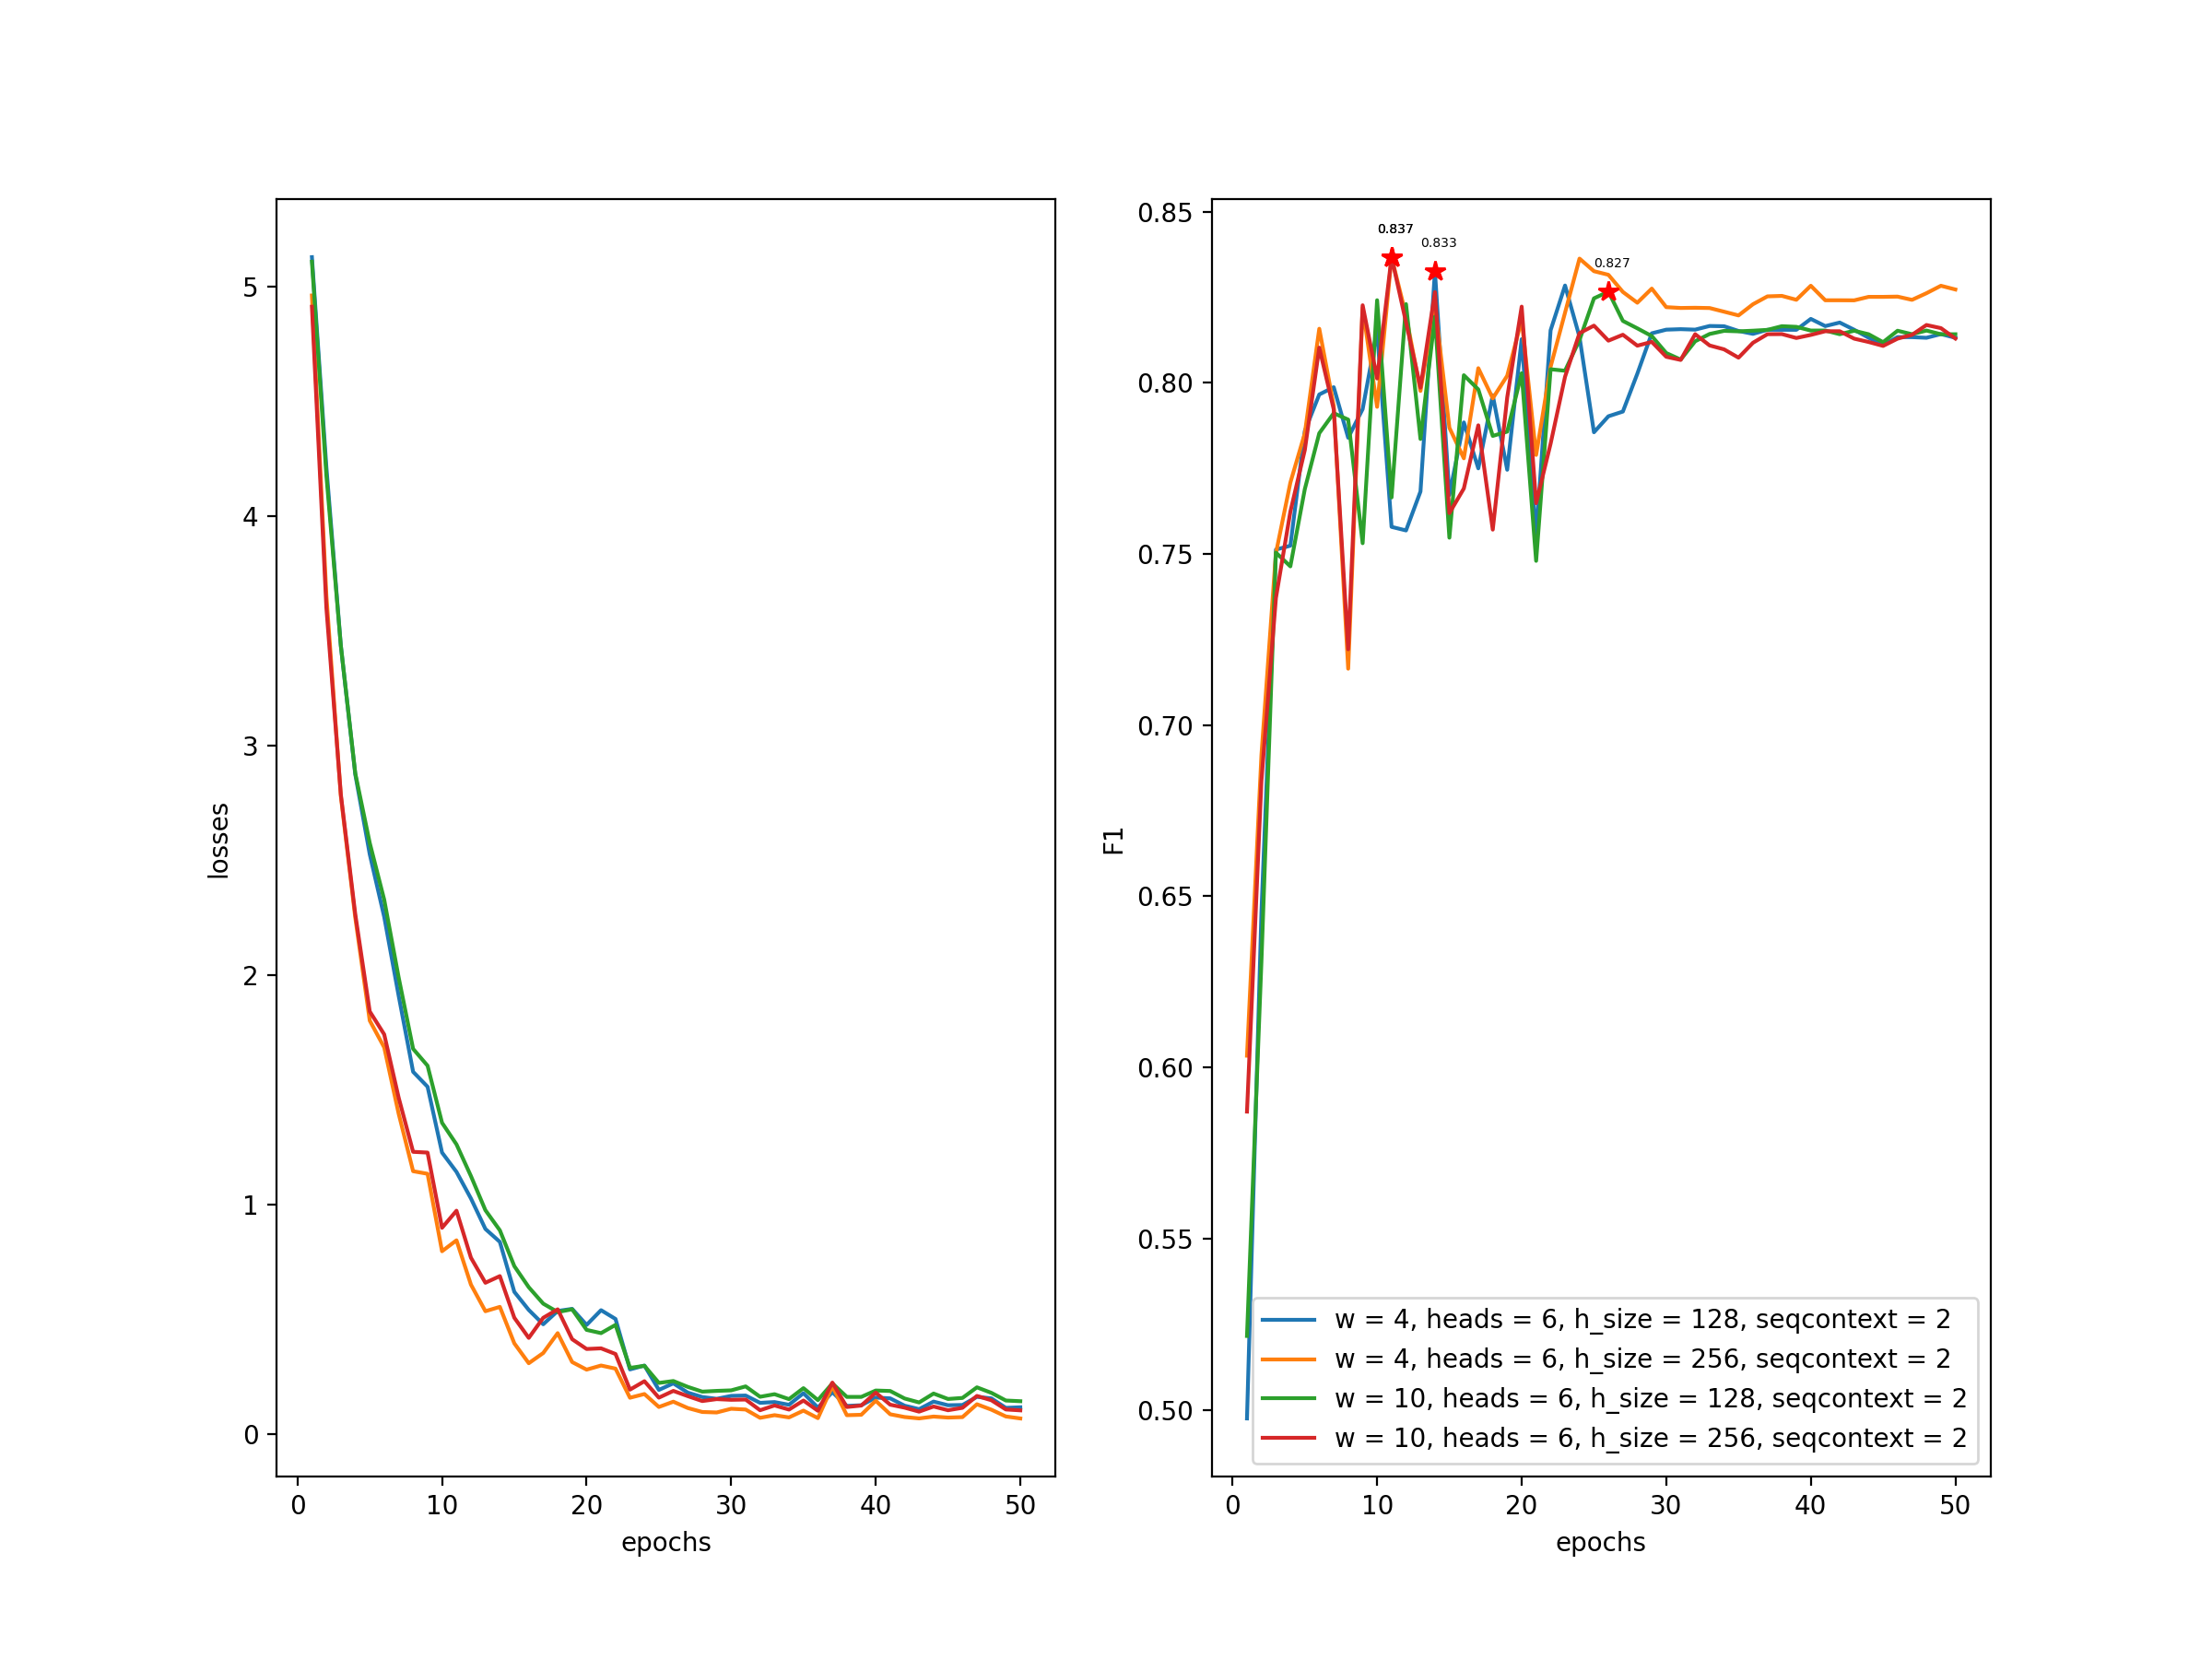 losses
5
4
3
2
1
0
0 10 20 30 40 50
epochs
F1
0.85
0.80
0.75
0.70
0.65
0.60
0.55
0.50
0.837
0.833
0.827
w = 4, heads = 6, h_size = 128, seqcontext = 2
w = 4, heads = 6, h_size = 256, seqcontext = 2
w = 10, heads = 6, h_size = 128, seqcontext = 2
w = 10, heads = 6, h_size = 256, seqcontext = 2
0 10 20 30 40 50
epochs